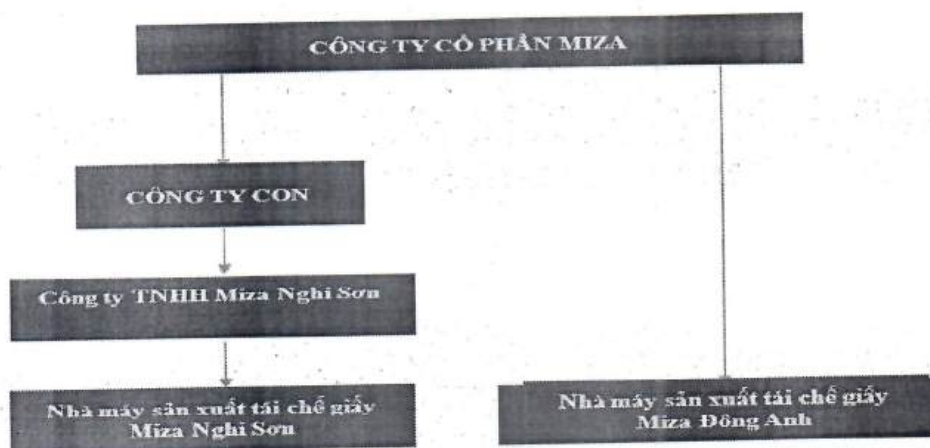 CÔNG TY CỔ PHẦN MIZA
CÔNG TY CON
Công ty TNHH Miza Nghi Sơn
Nhà máy sản xuất tái chế giấy
Miza Nghi Sơn
Nhà máy sản xuất tái chế giấy
Miza Đông Anh